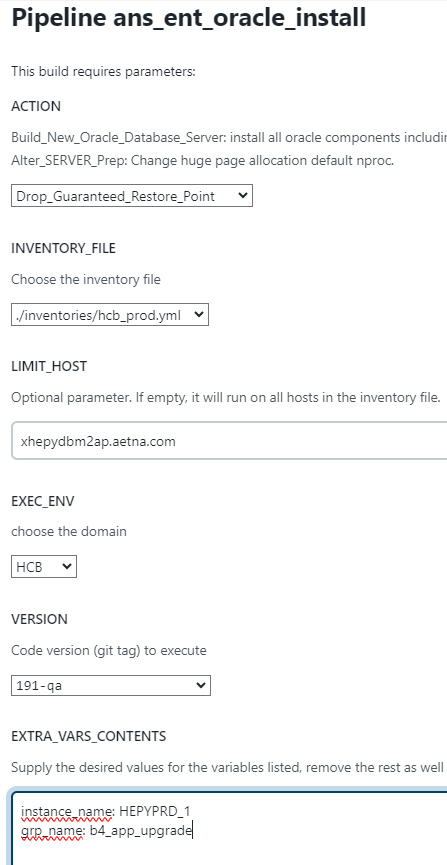 Pipeline ans_ent_oracle_install
This build requires parameters:
ACTION
Build_New_Oracle_Database_Server: install all oracle components
Alter_SERVER_Prep: Change huge page allocation default nproc.
Drop_Guaranteed_Restore_Point
INVENTORY_FILE
Choose the inventory file
./inventories/hcb_prod.yml
LIMIT_HOST
Optional parameter. If empty, it will run on all hosts in the inventory file.
xhepydbm2ap.aetna.com
EXEC_ENV
choose the domain
HCB
VERSION
Code version (git tag) to execute
191-qa
EXTRA_VARS_CONTENTS
Supply the desired values for the variables listed, remove the rest as well
instance_name: HEPYPRD_1
grp_name: b4_app_upgrade